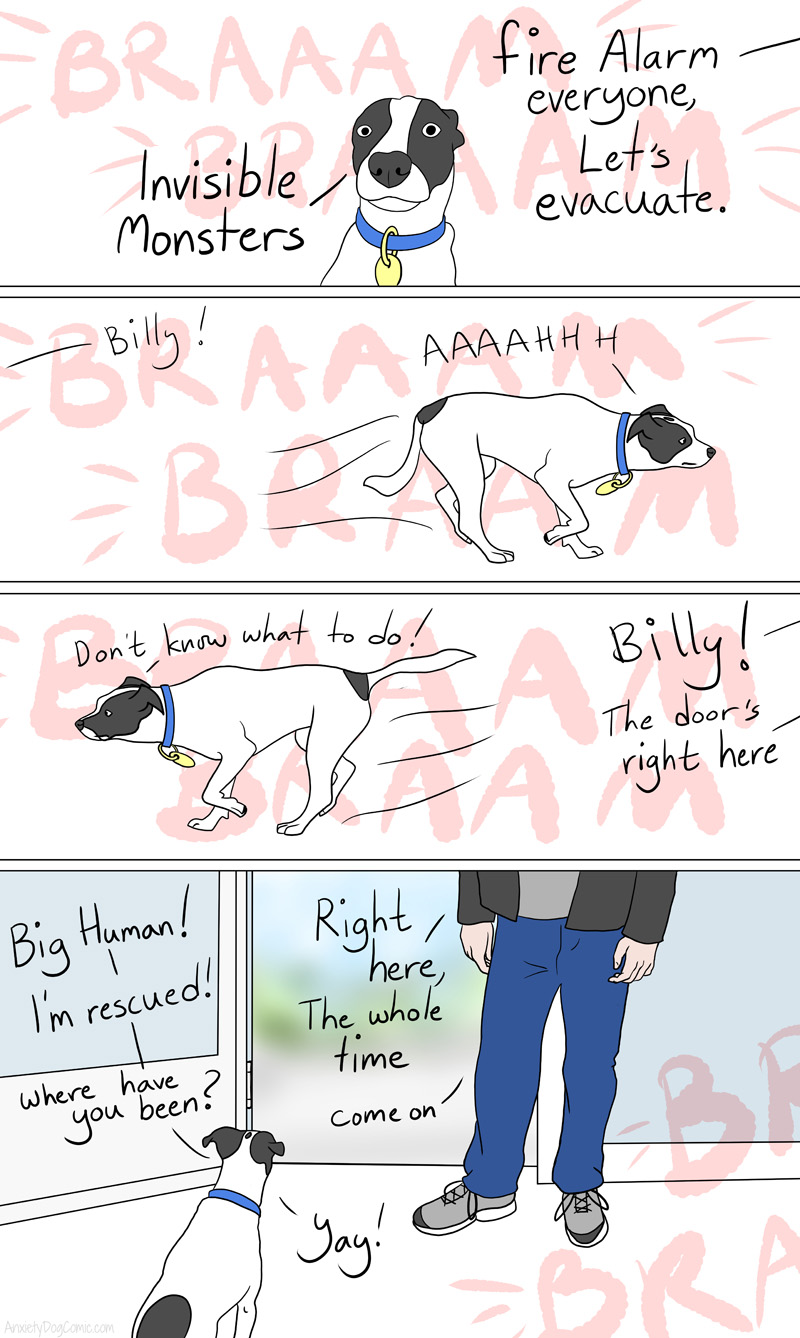 BRAAAM
BRAAAM
fire Alarm
everyone,
Let's
evacuate.
Invisible
Monsters
BRAAAM
BRAAM
Billy!
AAAAHHH
BRAAAM
BRAAAM
Don't know what to do!
Billy!
The door's
right here
Big Human!
I'm rescued!
where have
you been?
Right
here,
The whole
time
come on
Yay!
BR
BRA
AnxietyDogComic.com